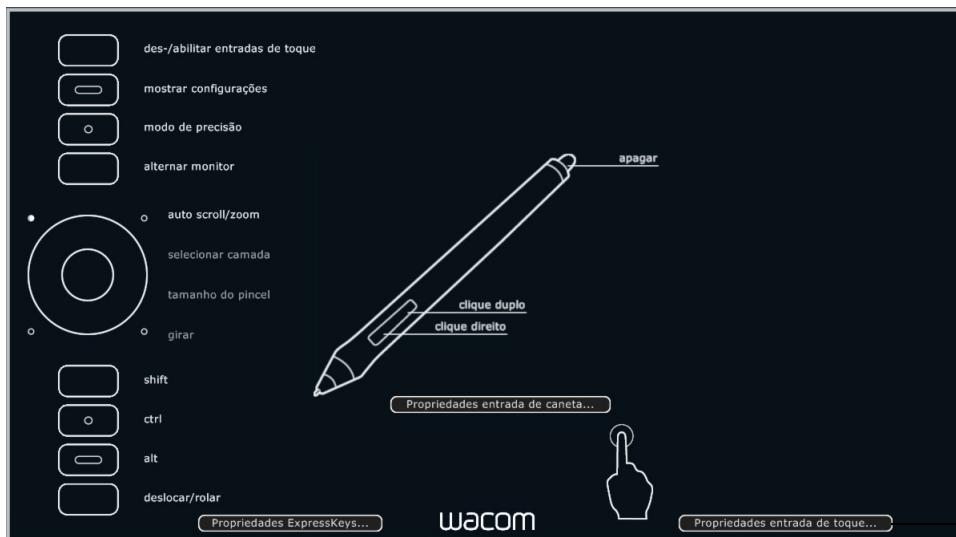 des-/abilitar entradas de toque
mostrar configurações
modo de precisão
alternar monitor
apagar
auto scroll/zoom
selecionar camada
tamanho do pincel
girar
clique duplo
clique direito
shift
ctrl
alt
deslocar/rolar
Propriedades entrada de caneta...
Propriedades ExpressKeys...
wacom
Propriedades entrada de toque...